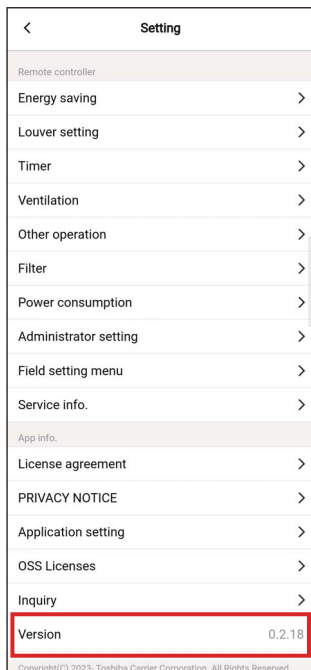 Setting
Remote controller
Energy saving
Louver setting
Timer
Ventilation
Other operation
Filter
Power consumption
Administrator setting
Field setting menu
Service info.
App info.
License agreement
PRIVACY NOTICE
Application setting
OSS Licenses
Inquiry
Version 0.2.18
Copyright(C) 2023- Toshiba Carrier Corporation, All Rights Reserved.